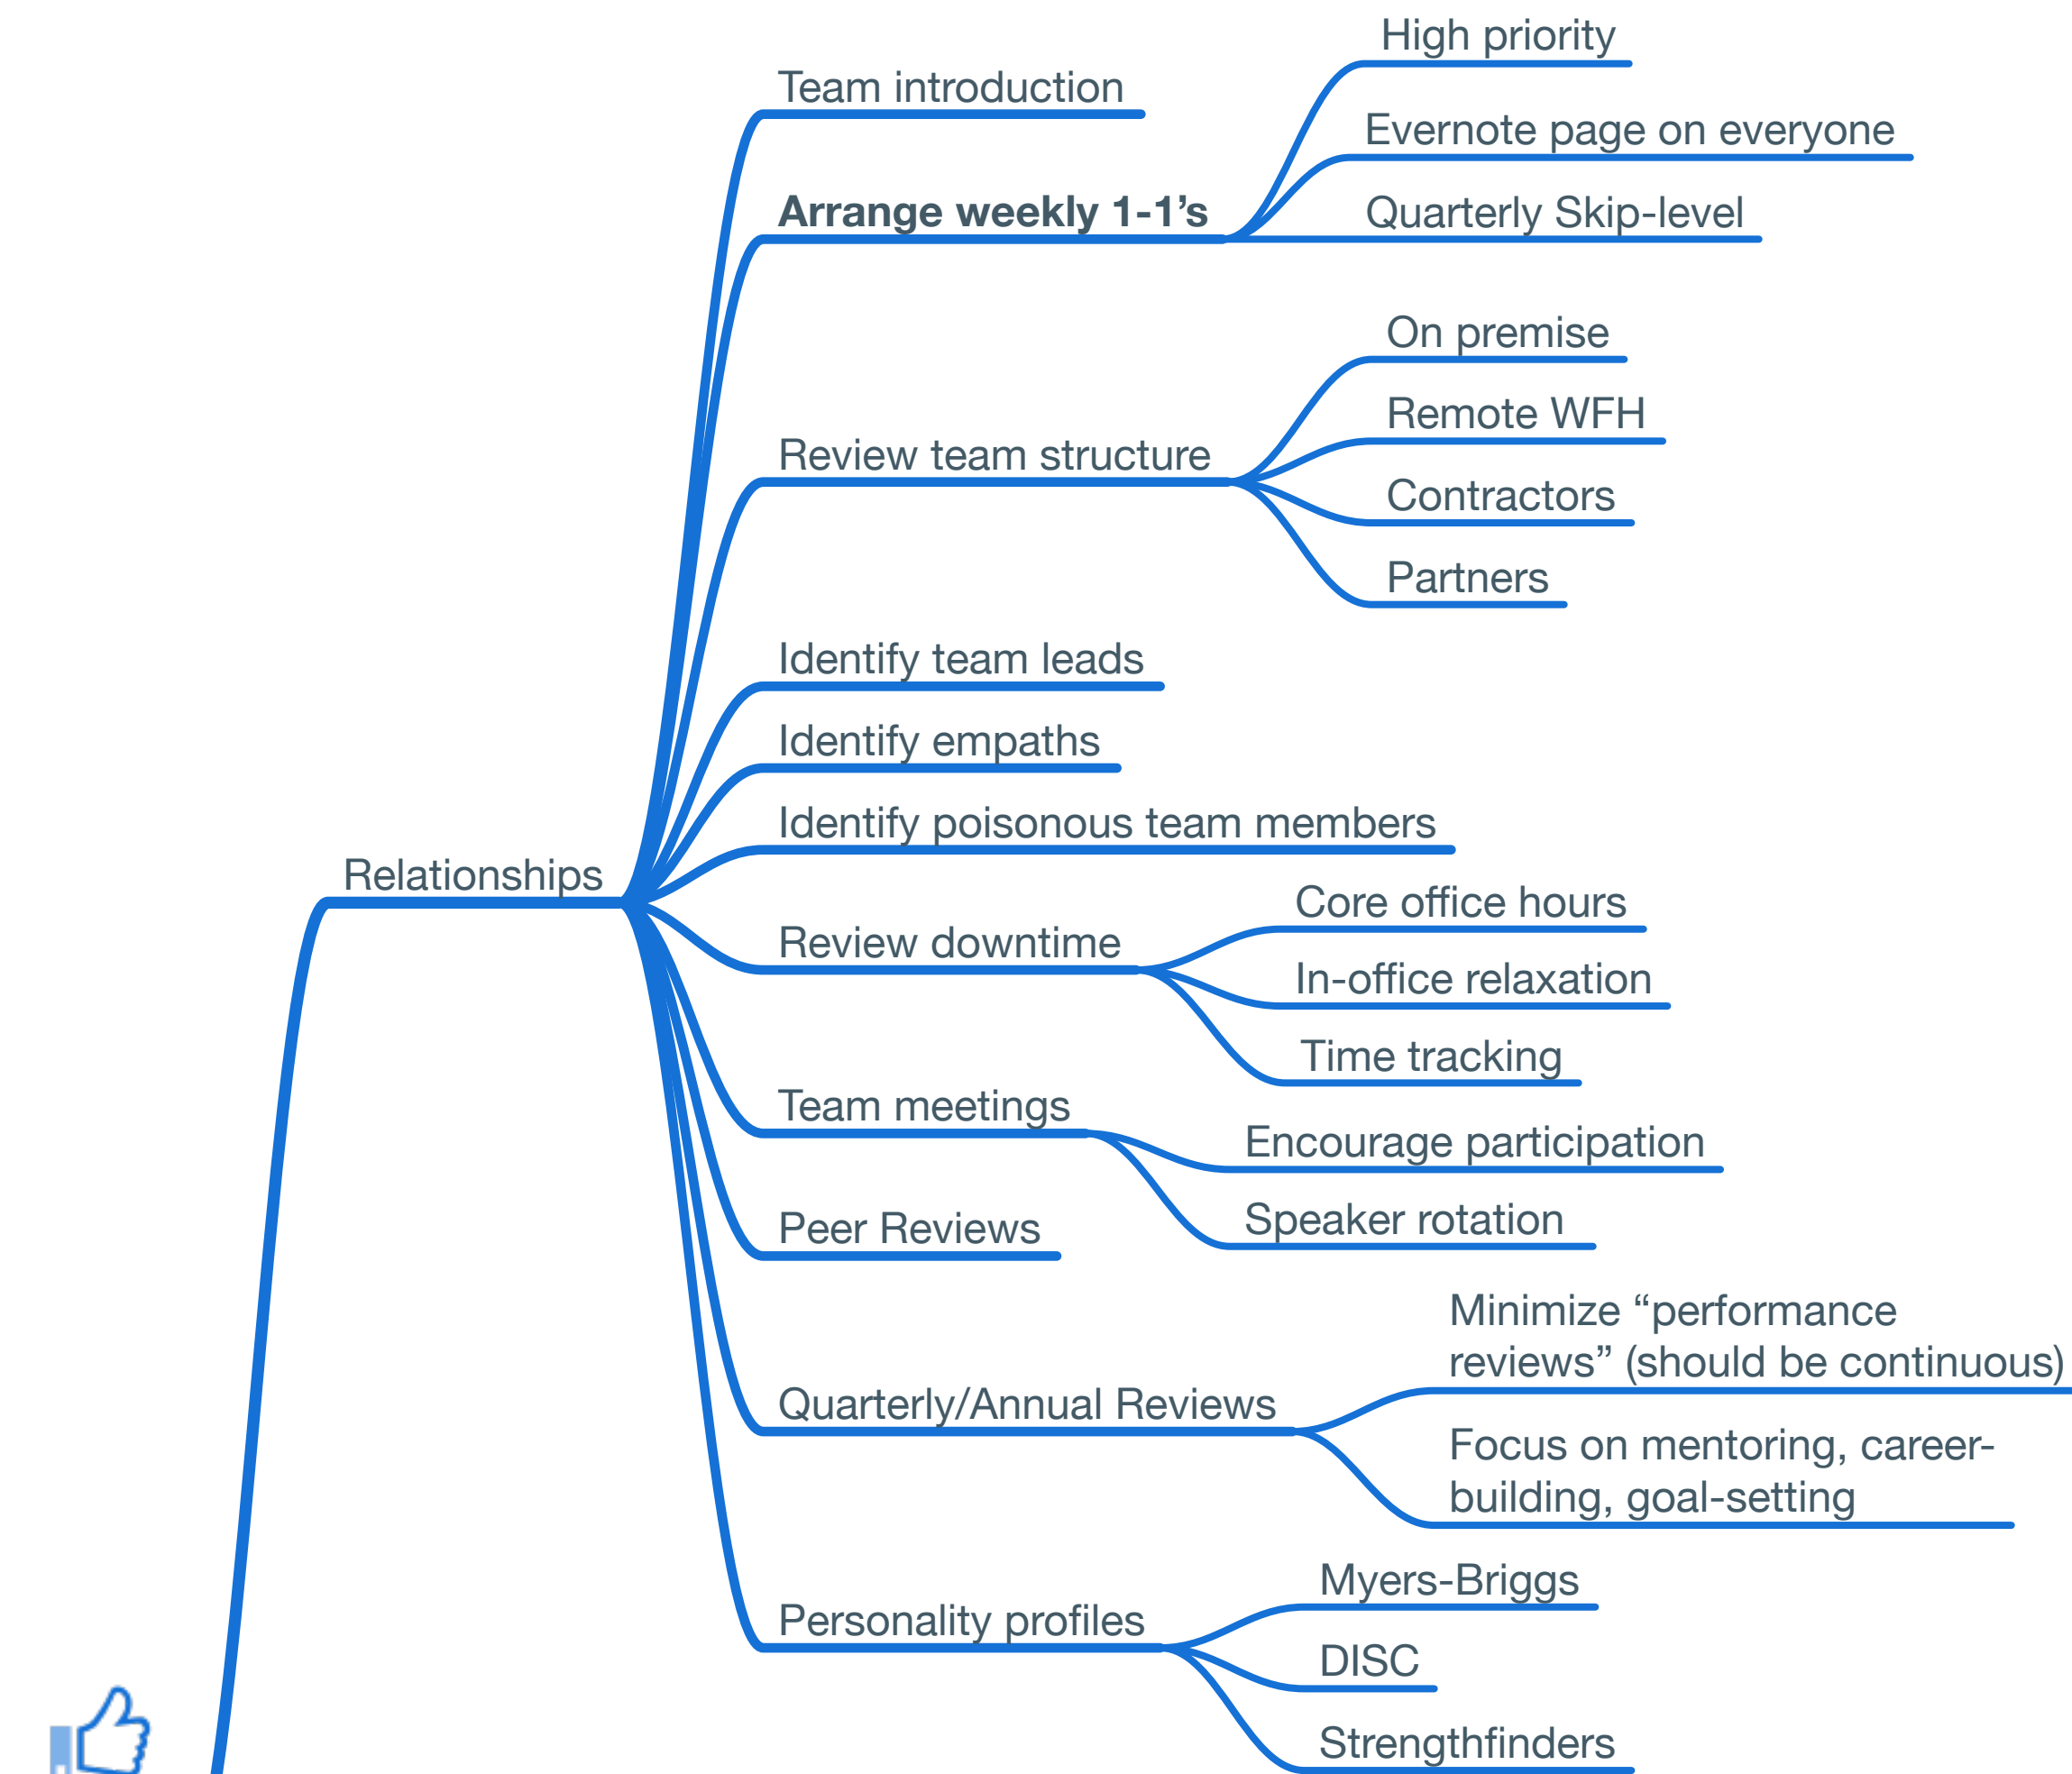 High priority
Team introduction
Evernote page on everyone
Arrange weekly 1-1’s
Quarterly Skip-level
On premise
Remote WFH
Review team structure
Contractors
Partners
Identify team leads
Identify empaths
Identify poisonous team members
Relationships
Core office hours
Review downtime
In-office relaxation
Time tracking
Team meetings
Encourage participation
Speaker rotation
Peer Reviews
Minimize “performance
reviews” (should be continuous)
Quarterly/Annual Reviews
Focus on mentoring, career-
building, goal-setting
Myers-Briggs
Personality profiles
DISC
Strengthfinders